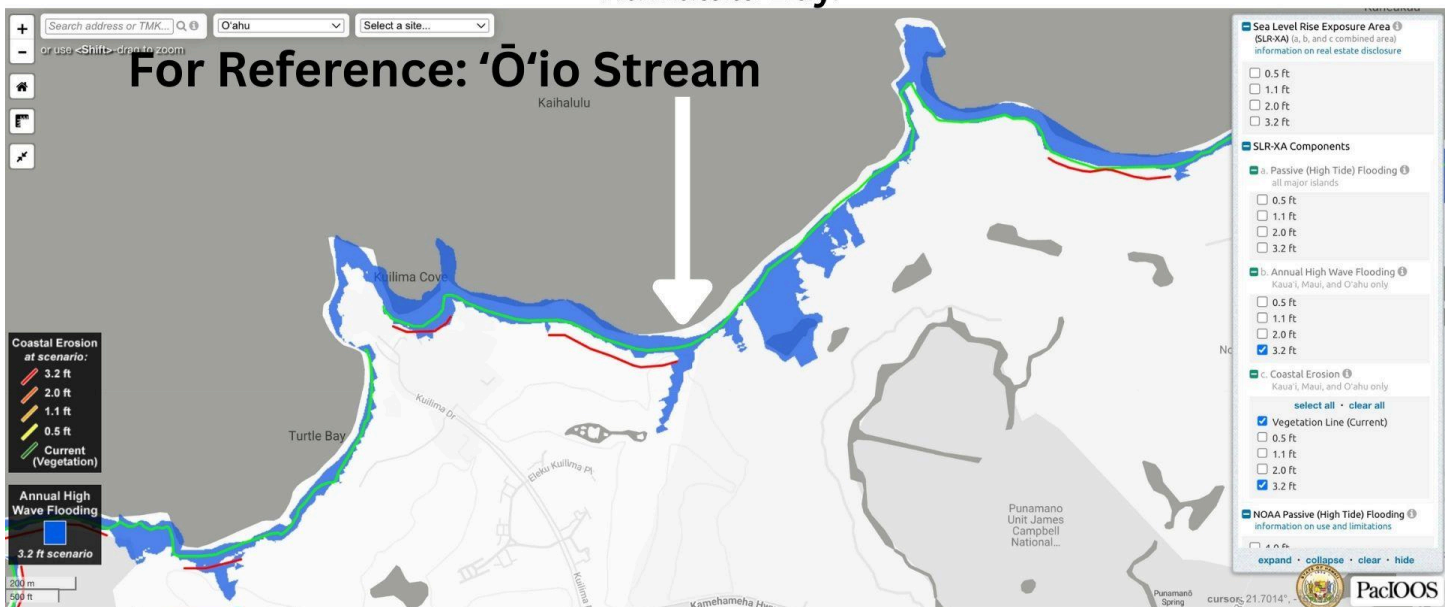 +
Search address or TMK...
O'ahu
Select a site...
−
or use <Shift>-drag to zoom
For Reference: ʻŌʻio Stream
Kaihalulu
Kuilima Cove
Turtle Bay
Kuilima Dr
Eleku Kuilima Pl
Kuilima
Kamehameha Hwy
Punamano
Unit James
Campbell
National...
Punamanō
Spring
Coastal Erosion
at scenario:
3.2 ft
2.0 ft
1.1 ft
0.5 ft
Current
(Vegetation)
Annual High
Wave Flooding
3.2 ft scenario
200 m
500 ft
Sea Level Rise Exposure Area
(SLR-XA) (a, b, and c combined area)
information on real estate disclosure
0.5 ft
1.1 ft
2.0 ft
3.2 ft
SLR-XA Components
a. Passive (High Tide) Flooding
all major islands
0.5 ft
1.1 ft
2.0 ft
3.2 ft
b. Annual High Wave Flooding
Kauaʻi, Maui, and Oʻahu only
0.5 ft
1.1 ft
2.0 ft
3.2 ft
c. Coastal Erosion
Kauaʻi, Maui, and Oʻahu only
select all · clear all
Vegetation Line (Current)
0.5 ft
1.1 ft
2.0 ft
3.2 ft
NOAA Passive (High Tide) Flooding
information on use and limitations
expand · collapse · clear · hide
cursor: 21.7014°,
PacIOOS